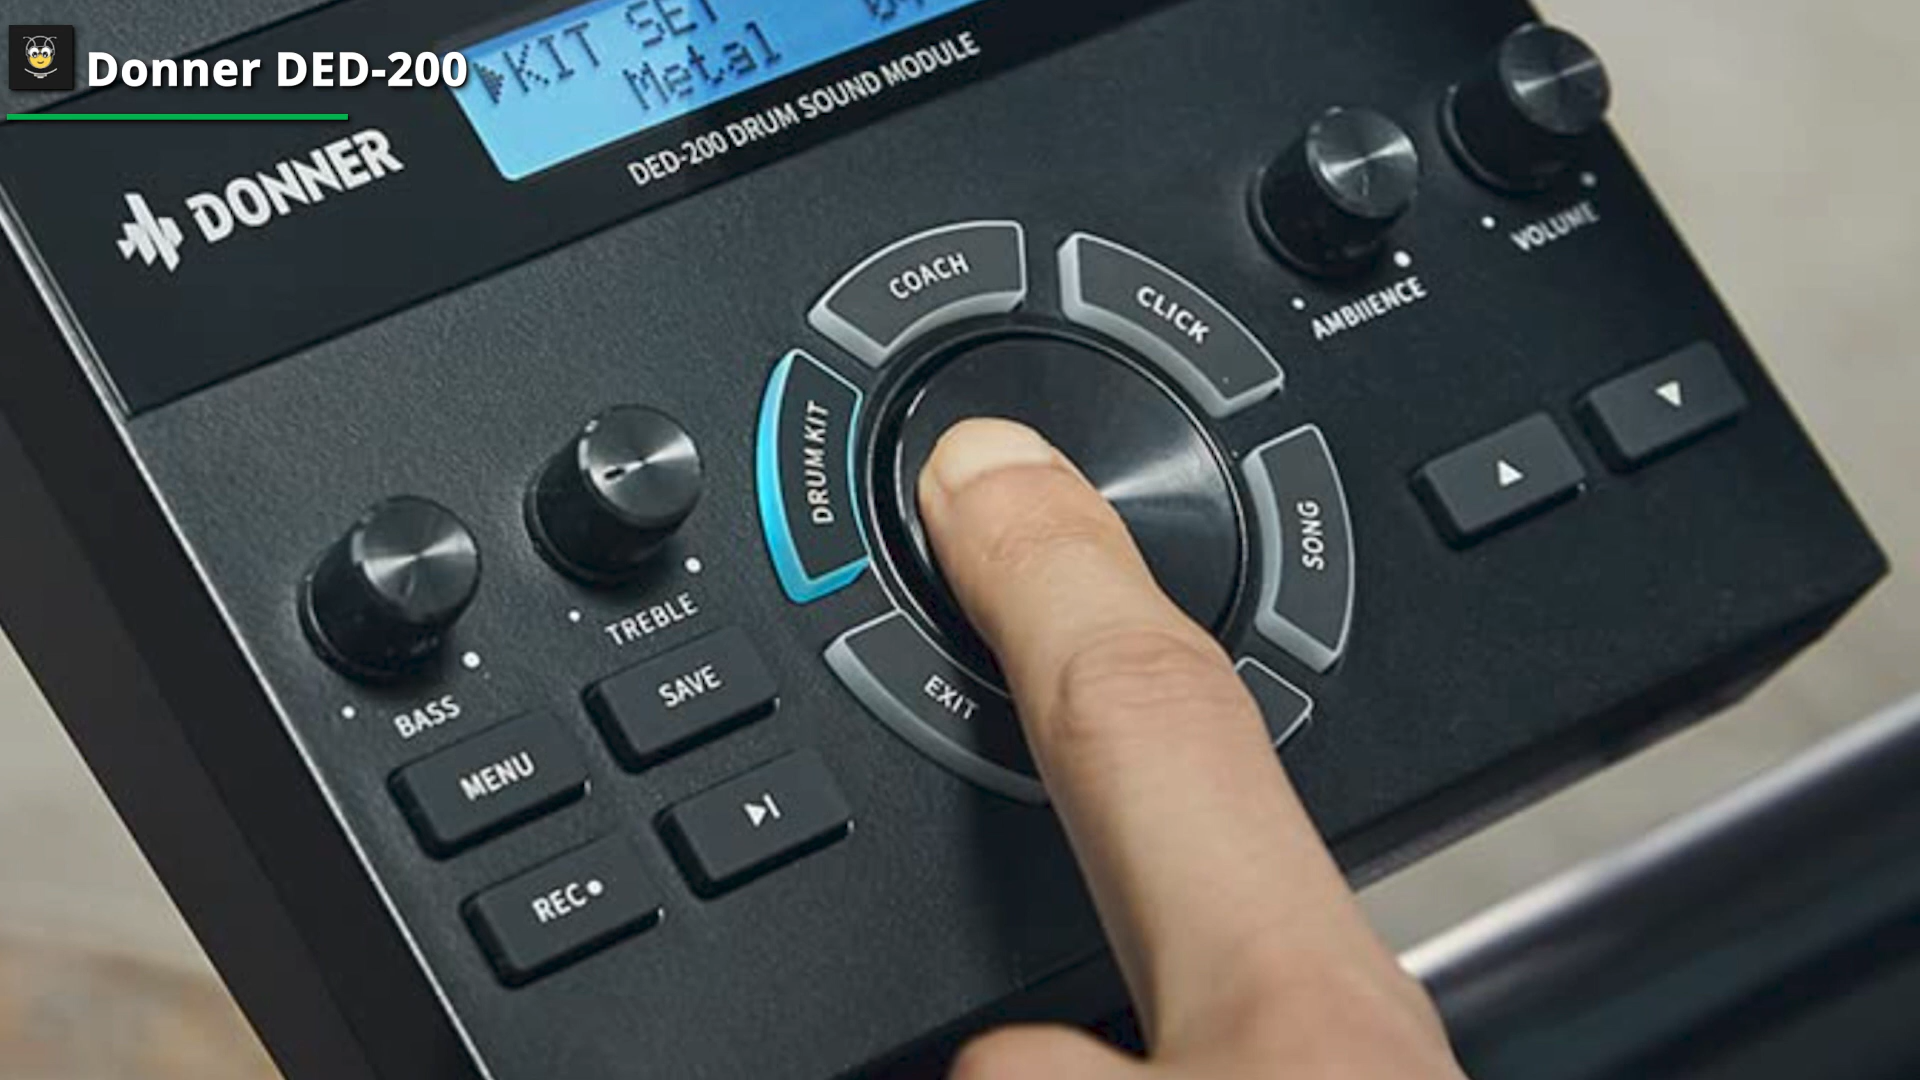 Donner DED-200
KIT SET
Metal
DONNER
DED-200 DRUM SOUND MODULE
COACH
CLICK
VOLUME
AMBIIENCE
DRUM KIT
SONG
TREBLE
BASS
EXIT
SAVE
MENU
REC